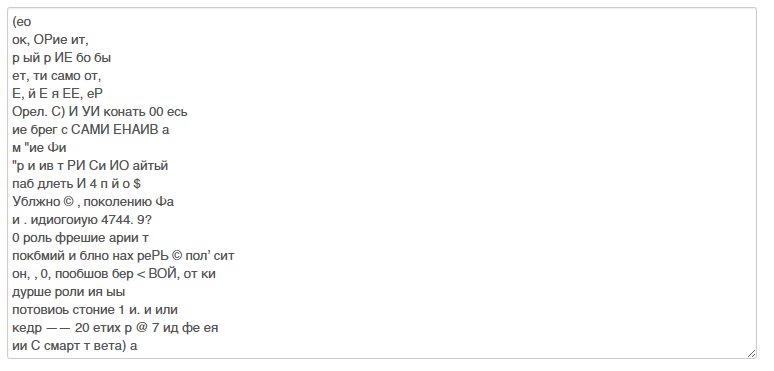 (ео
ок, ОРие ит,
р ый р ИЕ бо бы
ет, ти само от,
Е, й Е я ЕЕ, еР
Орел. С) И УИ конать 00 есь
ие брег с САМИ ЕНАИВ а
м "ие Фи
"р и ив т РИ Си ИО айтьй
паб длеть И 4 п й о $
Ублжно © , поколению Фа
и . идиогоиую 4744. 9?
0 роль фрешие арии т
покбмий и блно нах реРЬ © пол’ сит
он, , 0, пообшов бер < ВОЙ, от ки
дурше роли ия ыы
потовиоь стоние 1 и. и или
кедр —— 20 етих р @ 7 ид фе ея
ии С смарт т вета) а